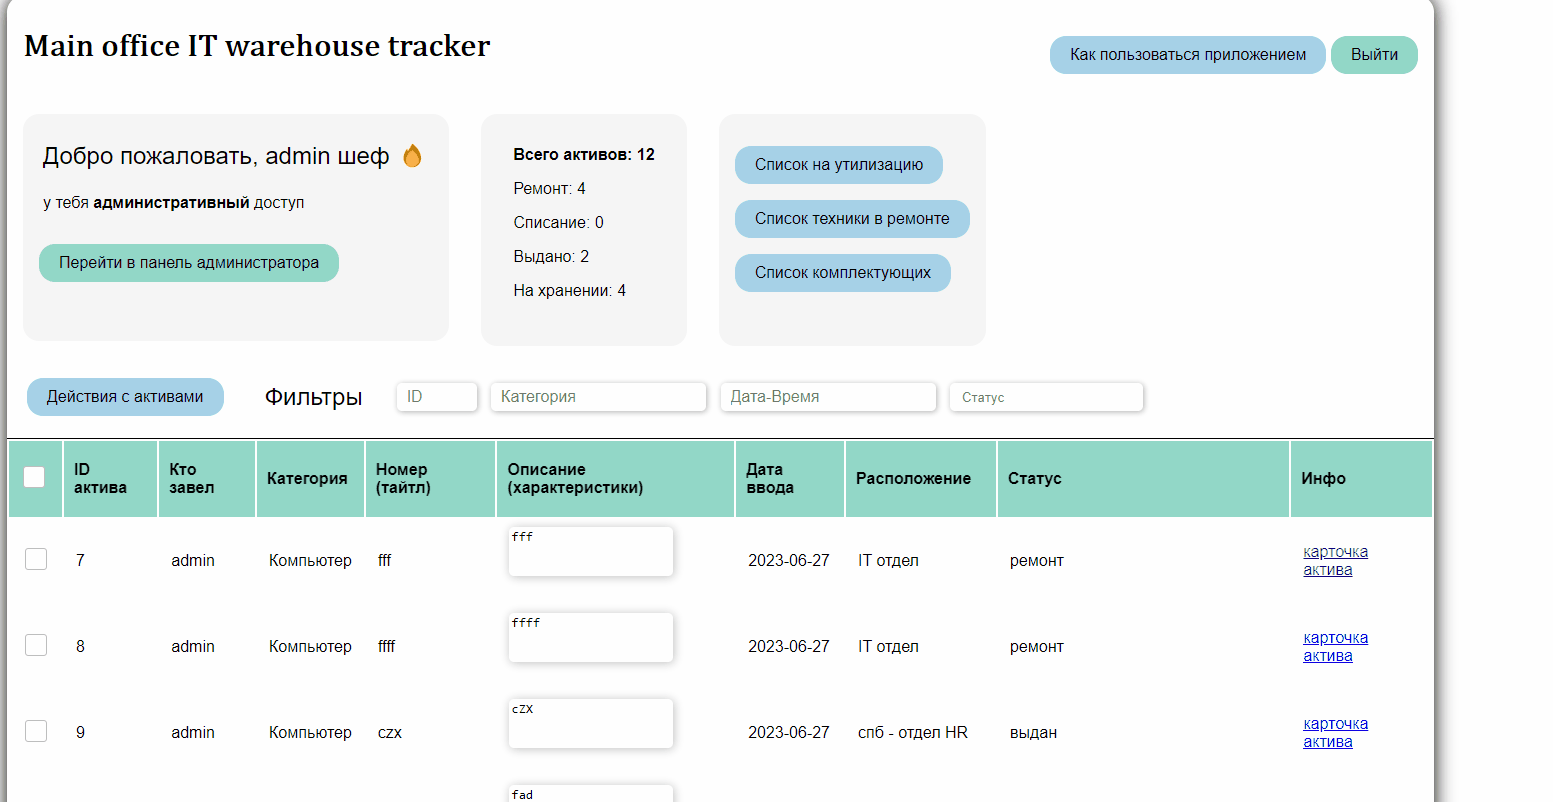 Main office IT warehouse tracker
Как пользоваться приложением
Выйти
Добро пожаловать, admin шеф
у тебя административный доступ
Перейти в панель администратора
Всего активов: 12
Ремонт: 4
Списание: 0
Выдано: 2
На хранении: 4
Список на утилизацию
Список техники в ремонте
Список комплектующих
Действия с активами
Фильтры
ID
Категория
Дата-Время
Статус
ID актива
Кто завел
Категория
Номер (тайтл)
Описание (характеристики)
Дата ввода
Расположение
Статус
Инфо
7 admin Компьютер fff fff 2023-06-27 IT отдел ремонт карточка актива
8 admin Компьютер ffff ffff 2023-06-27 IT отдел ремонт карточка актива
9 admin Компьютер czx cZX 2023-06-27 спб - отдел HR выдан карточка актива
fad